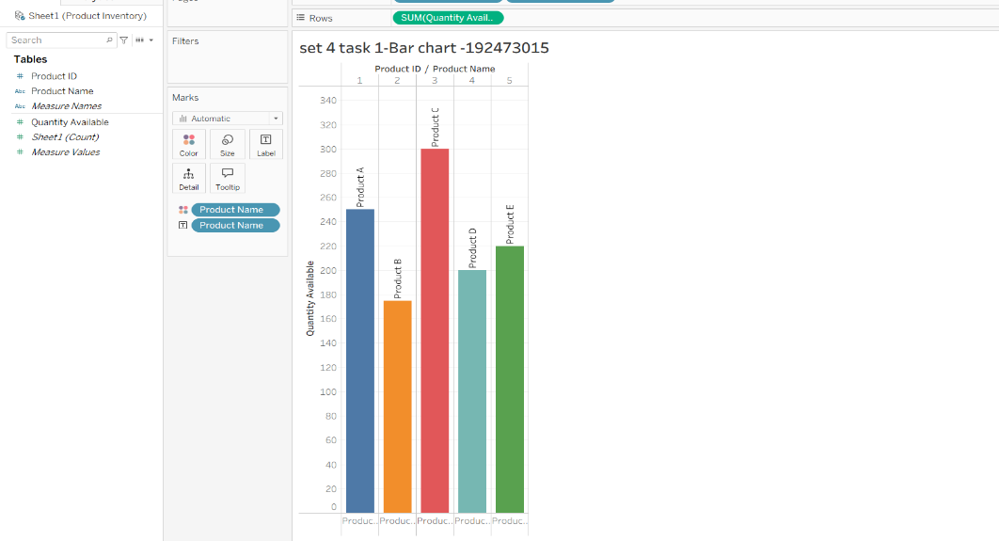 Sheet1 (Product Inventory)
Search
Tables
# Product ID
Abc Product Name
Abc Measure Names
# Quantity Available
# Sheet1 (Count)
# Measure Values
Filters
Marks
Automatic
Color Size Label
Detail Tooltip
Product Name
Product Name
Rows
SUM(Quantity Avail..
set 4 task 1-Bar chart -192473015
Product ID / Product Name
1 2 3 4 5
340
320
300
280
260
240
220
200
180
160
140
120
100
80
60
40
20
0
Quantity Available
Product A
Product B
Product C
Product D
Product E
Produc.. Produc.. Produc.. Produc.. Produc..